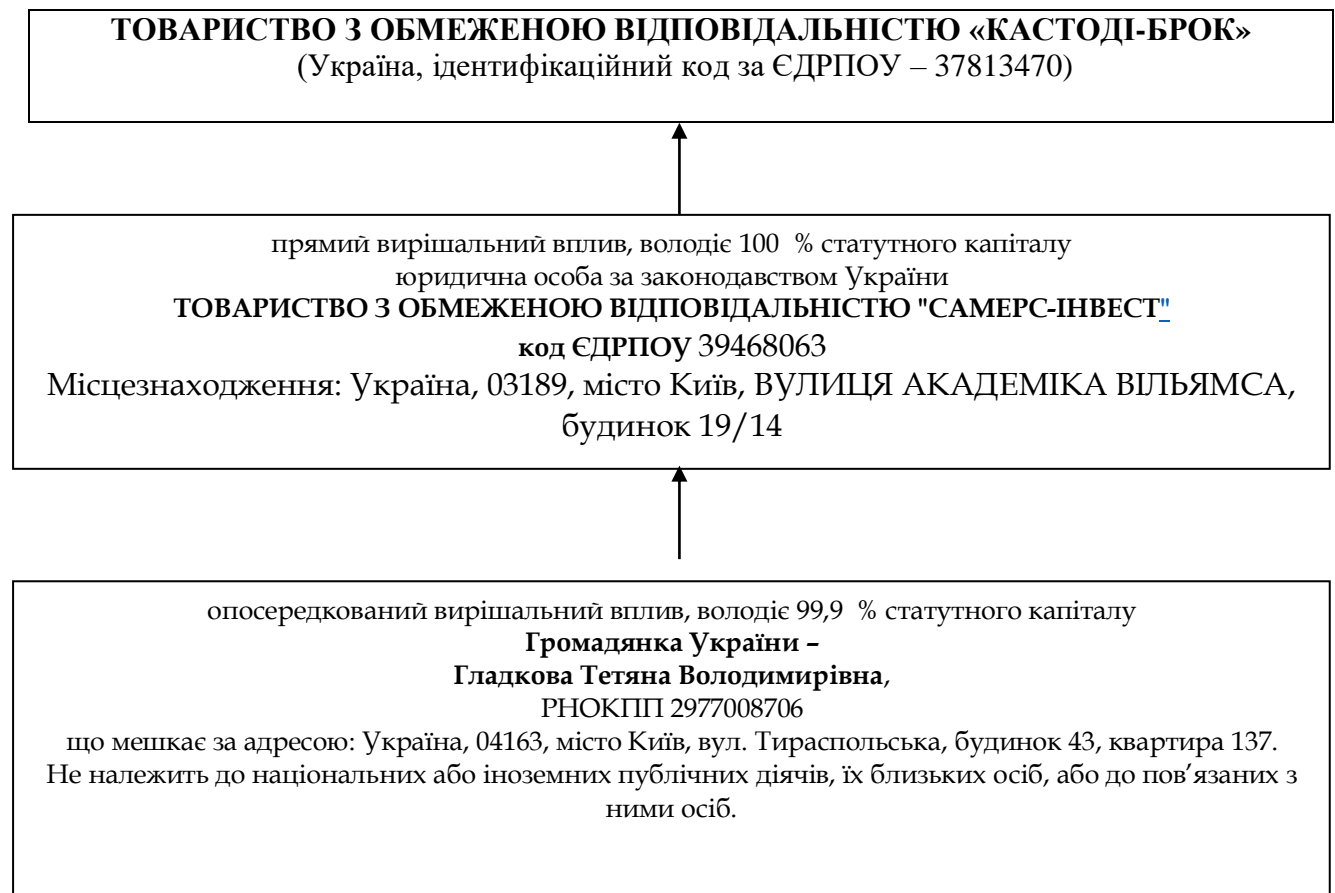 ТОВАРИСТВО З ОБМЕЖЕНОЮ ВІДПОВІДАЛЬНІСТЮ «КАСТОДІ-БРОК»
(Україна, ідентифікаційний код за ЄДРПОУ – 37813470)
прямий вирішальний вплив, володіє 100 % статутного капіталу
юридична особа за законодавством України
ТОВАРИСТВО З ОБМЕЖЕНОЮ ВІДПОВІДАЛЬНІСТЮ "САМЕРС-ІНВЕСТ"
код ЄДРПОУ 39468063
Місцезнаходження: Україна, 03189, місто Київ, ВУЛИЦЯ АКАДЕМІКА ВІЛЬЯМСА,
будинок 19/14
опосередкований вирішальний вплив, володіє 99,9 % статутного капіталу
Громадянка України –
Гладкова Тетяна Володимирівна,
РНОКПП 2977008706
що мешкає за адресою: Україна, 04163, місто Київ, вул. Тираспольська, будинок 43, квартира 137.
Не належить до національних або іноземних публічних діячів, їх близьких осіб, або до пов’язаних з
ними осіб.